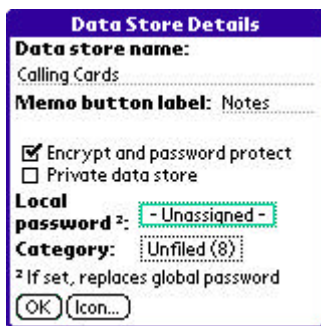 Data Store Details
Data store name:
Calling Cards
Memo button label: Notes
Encrypt and password protect
Private data store
Local
password ²: - Unassigned -
Category: Unfiled (8)
² If set, replaces global password
OK Icon...